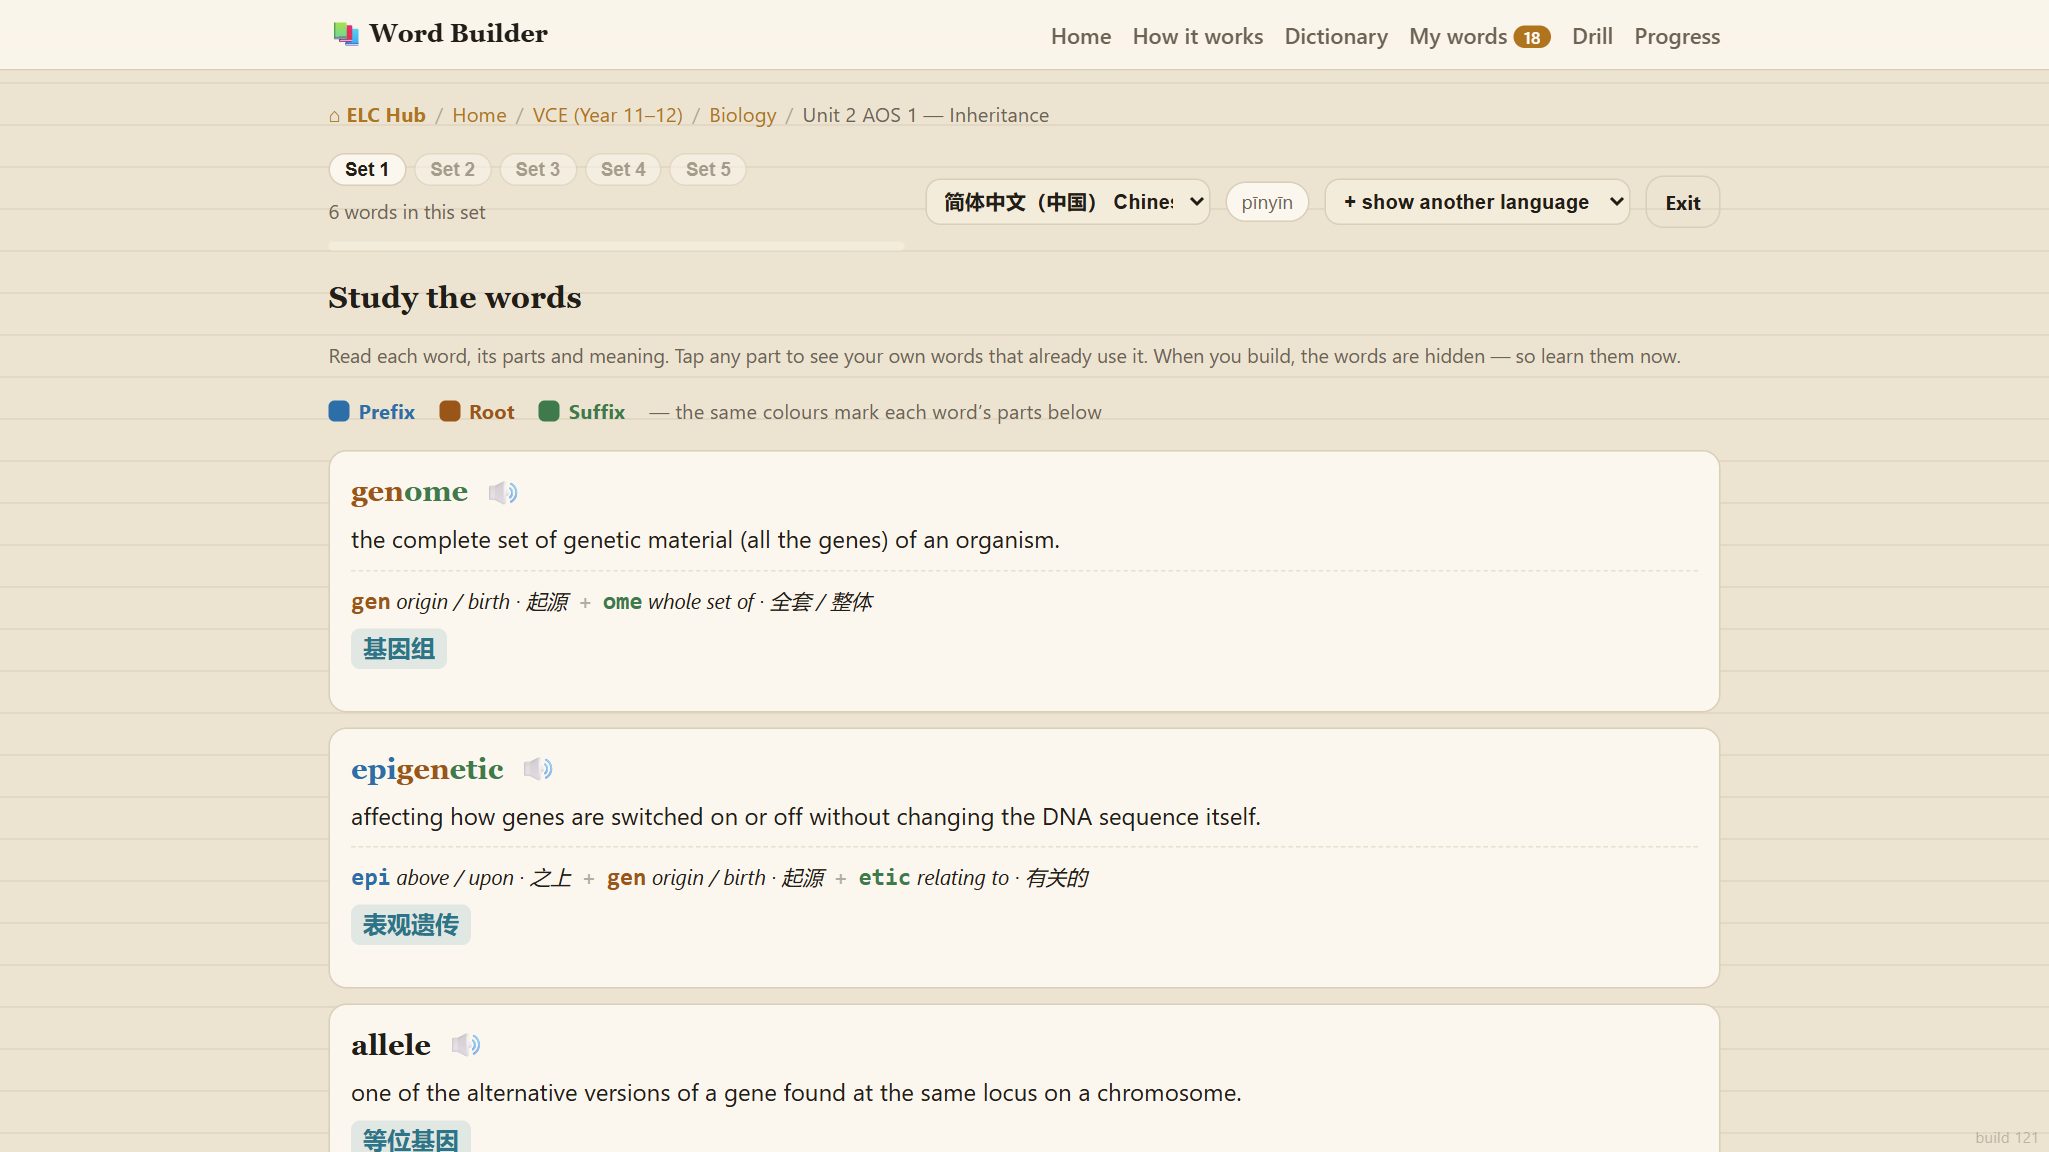 Word Builder
Home How it works Dictionary My words 18 Drill Progress
⌂ ELC Hub / Home / VCE (Year 11–12) / Biology / Unit 2 AOS 1 — Inheritance
Set 1 Set 2 Set 3 Set 4 Set 5
6 words in this set
简体中文（中国） Chines pīnyīn + show another language Exit
Study the words
Read each word, its parts and meaning. Tap any part to see your own words that already use it. When you build, the words are hidden — so learn them now.
Prefix Root Suffix — the same colours mark each word's parts below
genome
the complete set of genetic material (all the genes) of an organism.
gen origin / birth · 起源 + ome whole set of · 全套 / 整体
基因组
epigenetic
affecting how genes are switched on or off without changing the DNA sequence itself.
epi above / upon · 之上 + gen origin / birth · 起源 + etic relating to · 有关的
表观遗传
allele
one of the alternative versions of a gene found at the same locus on a chromosome.
等位基因
build 121